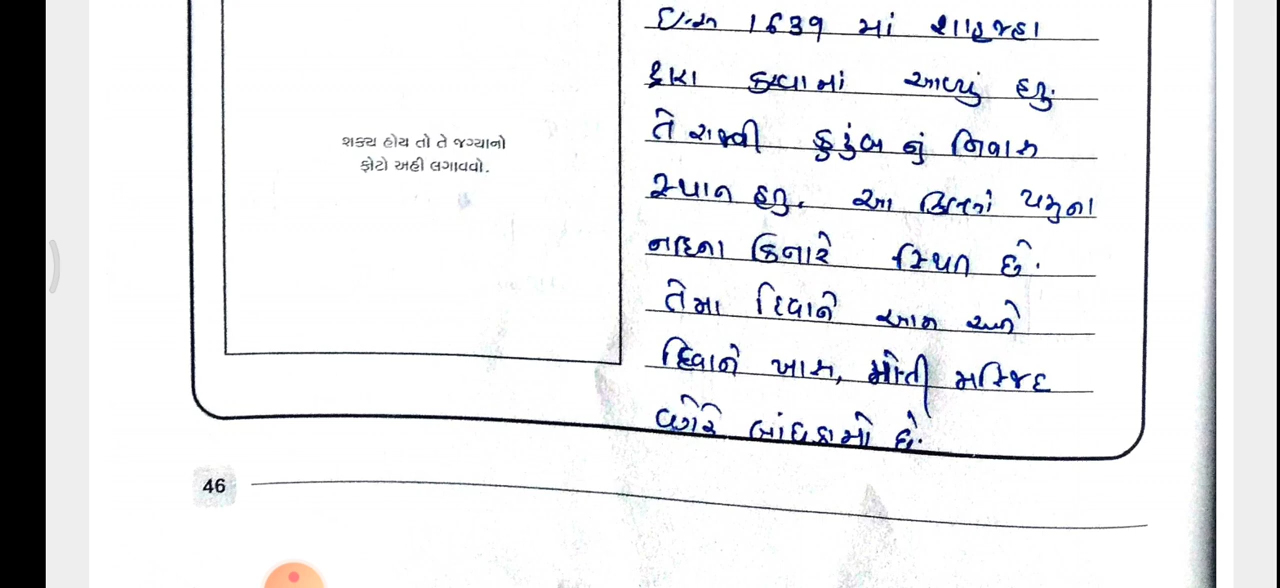 ઇ.સ 1639 માં શાહજહા
શક્ય હોય તો તે જગ્યાનો
ફોટો અહી લગાવવો.
દ્વારા કરવામાં આવ્યું હતુ.
તે રાજવી કુટુંબ નું નિવાસ
સ્થાન હતુ. આ કિલ્લો યમુના
નદિના કિનારે સ્થિત છે.
તેમા દિવાને આમ અને
દિવાને ખાસ, મોતી મસ્જિદ
વગેરે બાંધકામો છે.
46